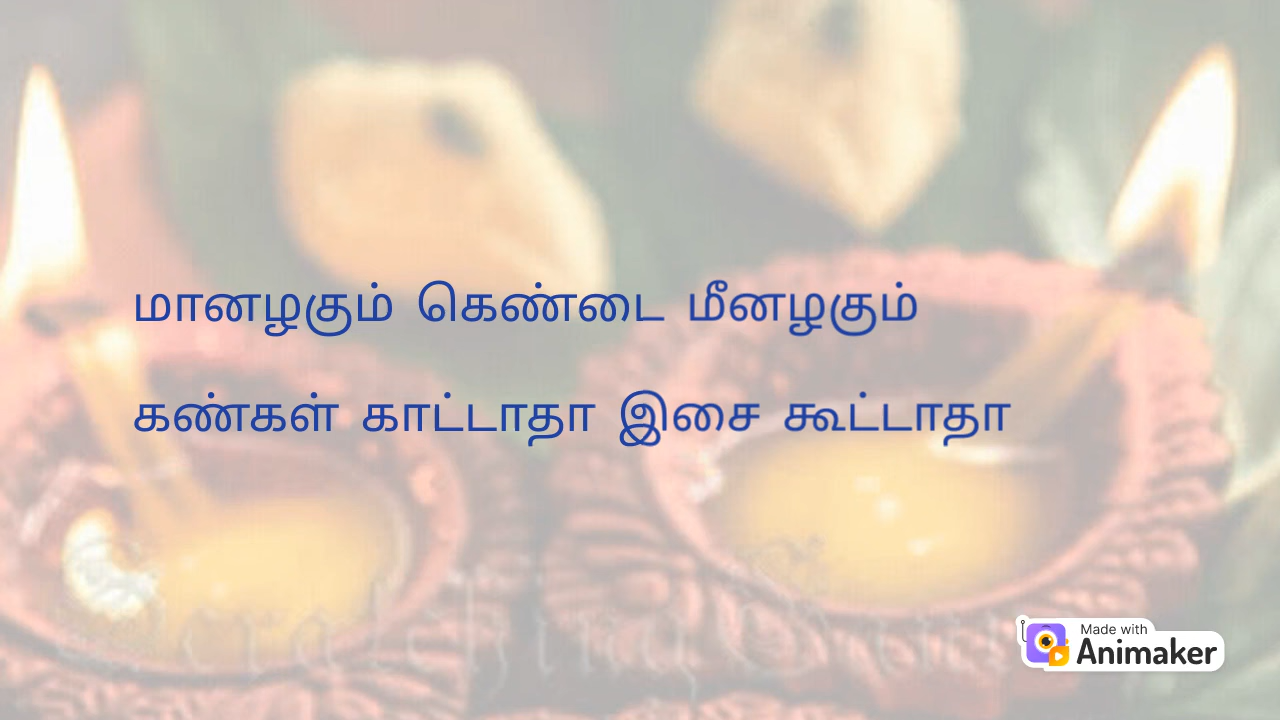 மானழகும் கெண்டை மீனழகும்
கண்கள் காட்டாதா இசை கூட்டாதா
Made with
Animaker